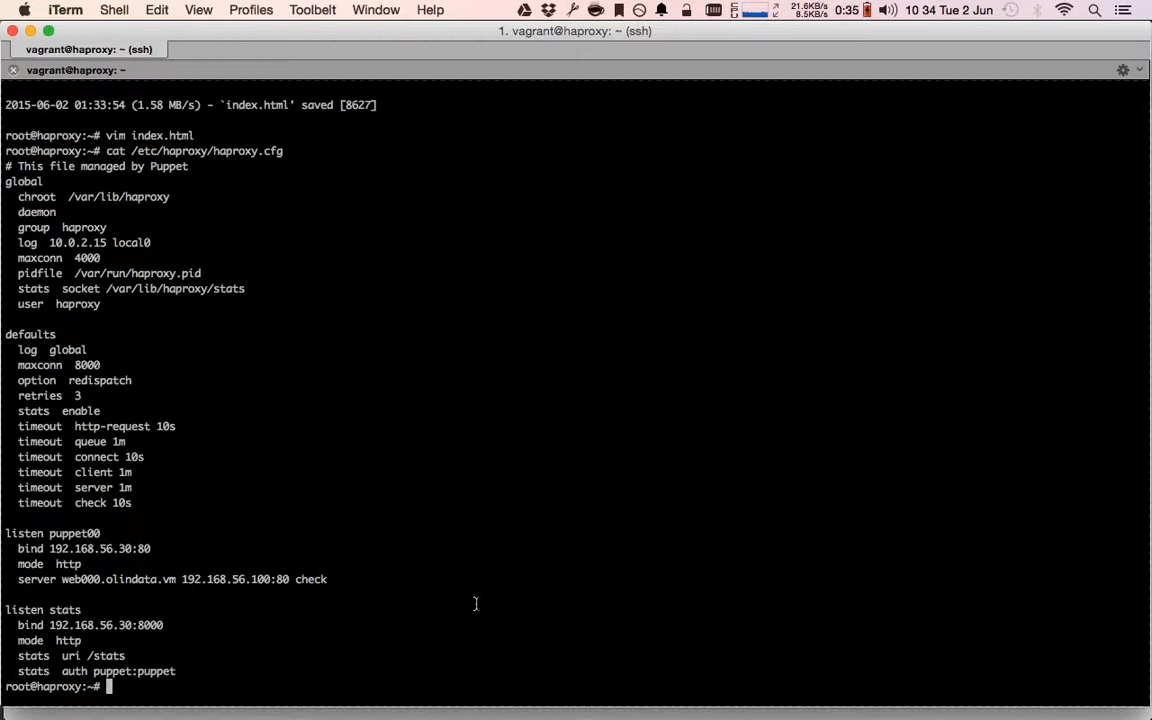 iTerm Shell Edit View Profiles Toolbelt Window Help 21.6KB/s 8.5KB/s 0:35 10 34 Tue 2 Jun
1. vagrant@haproxy: ~ (ssh)
vagrant@haproxy: ~ (ssh)
vagrant@haproxy: ~
2015-06-02 01:33:54 (1.58 MB/s) - `index.html' saved [8627]
root@haproxy:~# vim index.html
root@haproxy:~# cat /etc/haproxy/haproxy.cfg
# This file managed by Puppet
global
chroot /var/lib/haproxy
daemon
group haproxy
log 10.0.2.15 local0
maxconn 4000
pidfile /var/run/haproxy.pid
stats socket /var/lib/haproxy/stats
user haproxy
defaults
log global
maxconn 8000
option redispatch
retries 3
stats enable
timeout http-request 10s
timeout queue 1m
timeout connect 10s
timeout client 1m
timeout server 1m
timeout check 10s
listen puppet00
bind 192.168.56.30:80
mode http
server web000.olindata.vm 192.168.56.100:80 check
listen stats
bind 192.168.56.30:8000
mode http
stats uri /stats
stats auth puppet:puppet
root@haproxy:~#